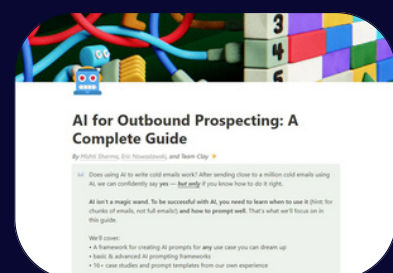 3
4
5
AI for Outbound Prospecting: A
Complete Guide
By Mishti Sharma, Eric Nowoslawski, and Team Clay
Does using AI to write cold emails work? After sending close to a million cold emails using
AI, we can confidently say yes — but only if you know how to do it right.
AI isn't a magic wand. To be successful with AI, you need to learn when to use it (hint: for
chunks of emails, not full emails!) and how to prompt well. That's what we'll focus on in
this guide.
We'll cover:
• A framework for creating AI prompts for any use case you can dream up
• basic & advanced AI prompting frameworks
• 16+ case studies and prompt templates from our own experience